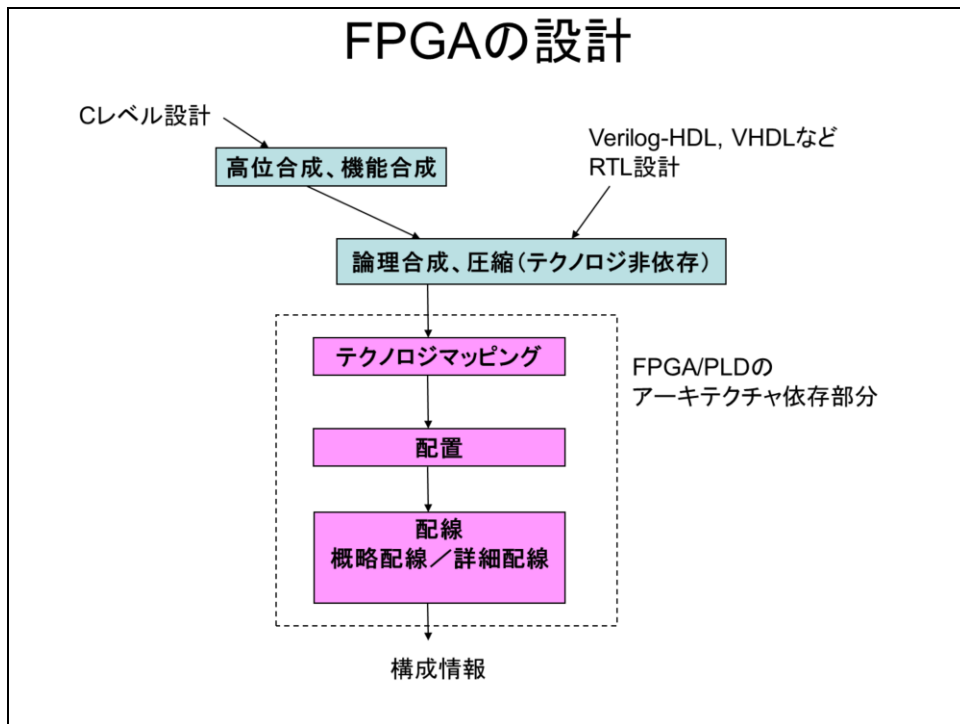 FPGAの設計
Cレベル設計
Verilog-HDL, VHDLなど
RTL設計
高位合成、機能合成
論理合成、圧縮(テクノロジ非依存)
テクノロジマッピング
FPGA/PLDの
アーキテクチャ依存部分
配置
配線
概略配線／詳細配線
構成情報